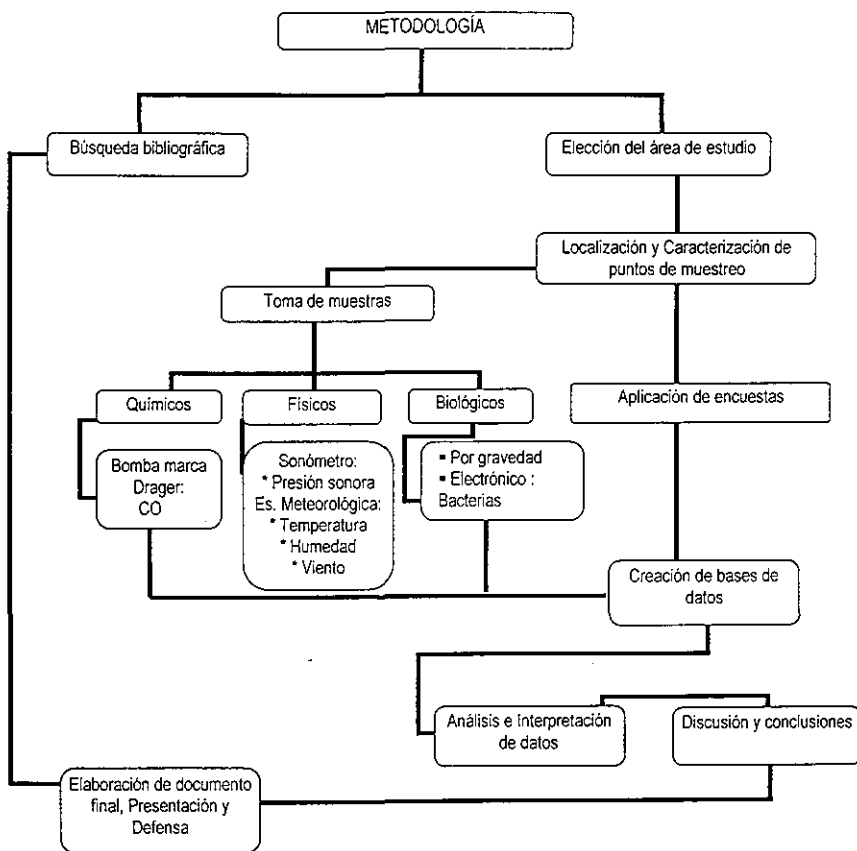 METODOLOGÍA
Búsqueda bibliográfica
Elección del área de estudio
Localización y Caracterización de
puntos de muestreo
Toma de muestras
Químicos
Físicos
Biológicos
Aplicación de encuestas
Bomba marca
Drager:
CO
Sonómetro:
* Presión sonora
Es. Meteorológica:
* Temperatura
* Humedad
* Viento
▪ Por gravedad
▪ Electrónico :
Bacterias
Creación de bases de
datos
Análisis e interpretación
de datos
Discusión y conclusiones
Elaboración de documento
final, Presentación y
Defensa